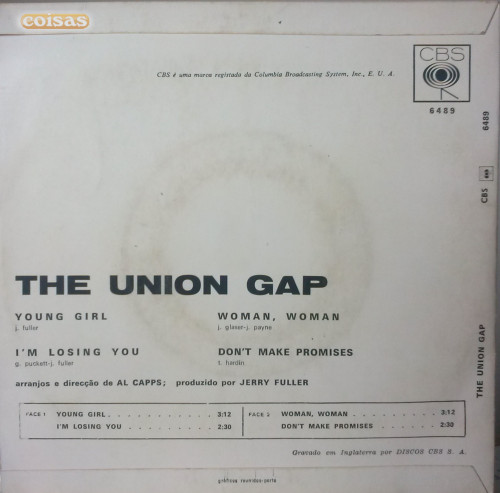 coisas
CBS é uma marca registada da Columbia Broadcasting System, Inc., E. U. A.
CBS
6489
THE UNION GAP
YOUNG GIRL
j. fuller
WOMAN, WOMAN
j. glaser-j. payne
I'M LOSING YOU
g. puckett-j. fuller
DON'T MAKE PROMISES
t. hardin
arranjos e direcção de AL CAPPS; produzido por JERRY FULLER
FACE 1 YOUNG GIRL . . . . . . . . . . . 3:12
I'M LOSING YOU . . . . . . . . . 2:30
FACE 2 WOMAN, WOMAN . . . . . . . . 3:12
DON'T MAKE PROMISES . . . . . . 2:30
Gravado em Inglaterra por DISCOS CBS S. A.
THE UNION GAP
CBS
6489